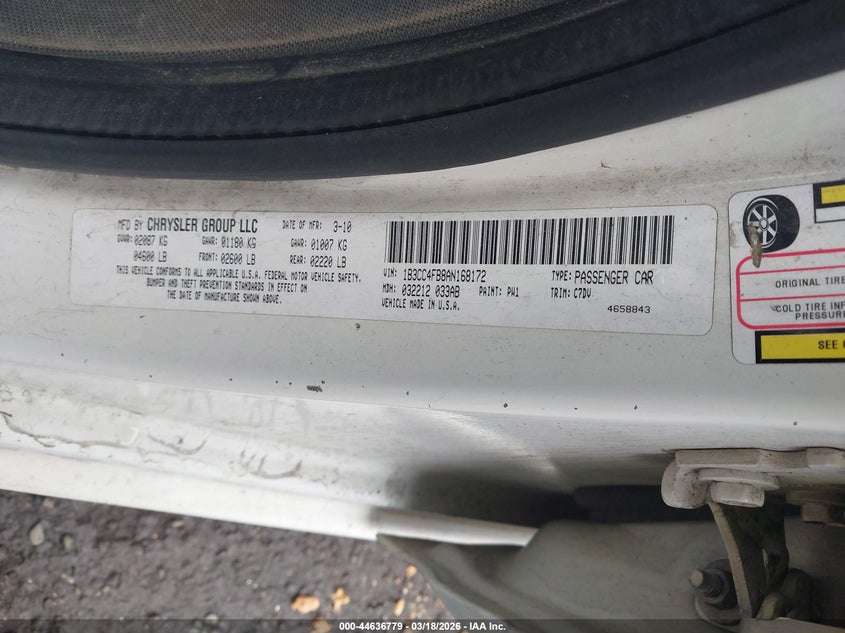 MFD BY CHRYSLER GROUP LLC DATE OF MFR: 3-10
GVWR: 02087 KG GAWR: 01180 KG GAWR: 01007 KG
04600 LB FRONT: 02600 LB REAR: 02220 LB
THIS VEHICLE CONFORMS TO ALL APPLICABLE U.S.A. FEDERAL MOTOR VEHICLE SAFETY,
BUMPER AND THEFT PREVENTION STANDARDS IN EFFECT ON
THE DATE OF MANUFACTURE SHOWN ABOVE.
VIN: 1B3CC4FB8AN168172 TYPE: PASSENGER CAR
MDH: 032212 033AB PAINT: PW1 TRIM: C7DV
VEHICLE MADE IN U.S.A. 4658843
ORIGINAL TIRE
COLD TIRE INF
PRESSURE
SEE
000-44636779 - 03/18/2026 - IAA Inc.